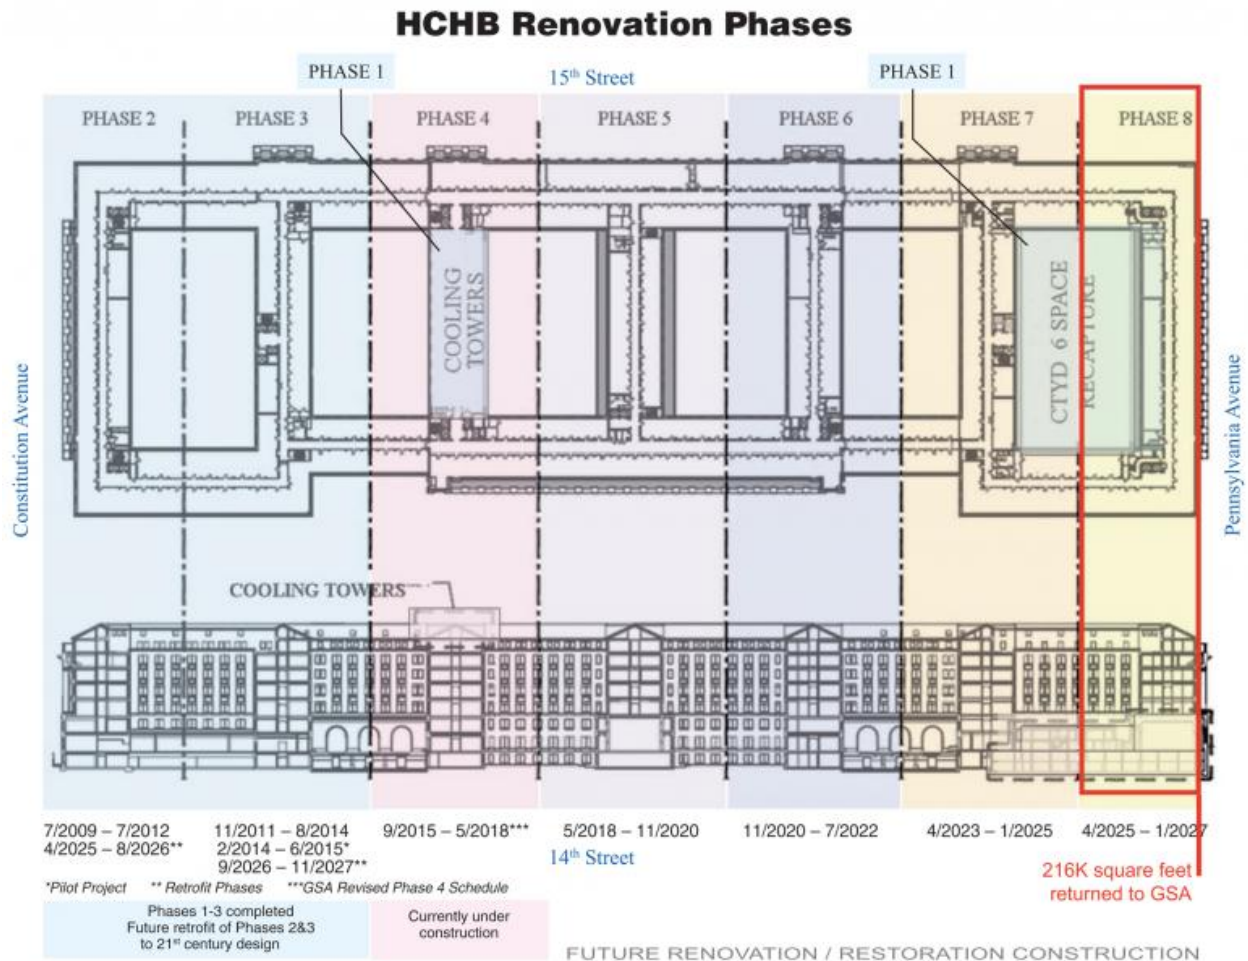 HCHB Renovation Phases
PHASE 1
15th Street
PHASE 1
PHASE 2
PHASE 3
PHASE 4
PHASE 5
PHASE 6
PHASE 7
PHASE 8
COOLING
TOWERS
CTYD 6 SPACE
RECAPTURE
Constitution Avenue
Pennsylvania Avenue
COOLING TOWERS
7/2009 – 7/2012
4/2025 – 8/2026**
11/2011 – 8/2014
2/2014 – 6/2015*
9/2026 – 11/2027**
9/2015 – 5/2018***
5/2018 – 11/2020
11/2020 – 7/2022
4/2023 – 1/2025
4/2025 – 1/2027
14th Street
216K square feet
returned to GSA
*Pilot Project ** Retrofit Phases ***GSA Revised Phase 4 Schedule
Phases 1-3 completed
Future retrofit of Phases 2&3
to 21st century design
Currently under
construction
FUTURE RENOVATION / RESTORATION CONSTRUCTION